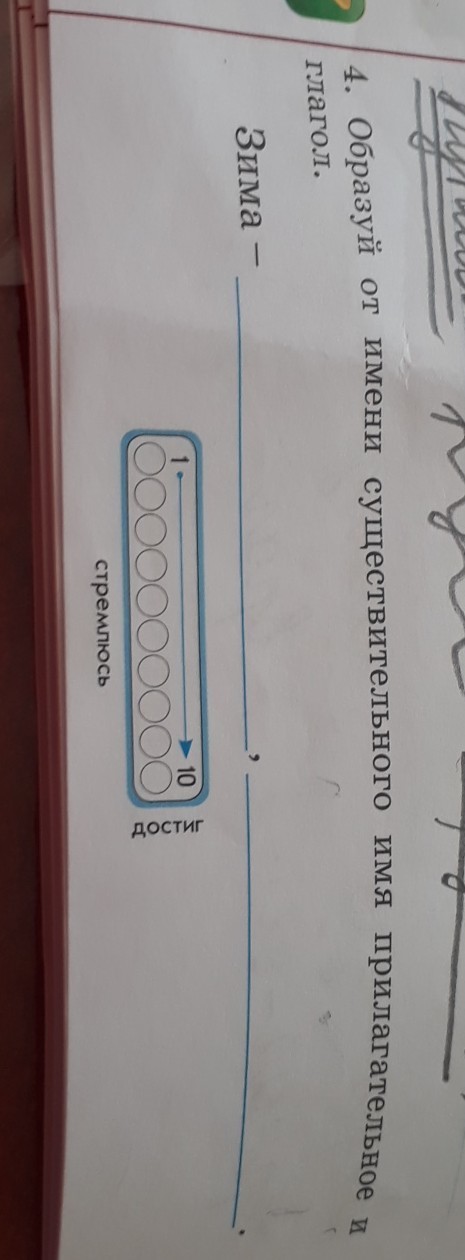 4. Образуй от имени существительного имя прилагательное и
глагол.
Зима – , .
1 10
достиг
стремлюсь